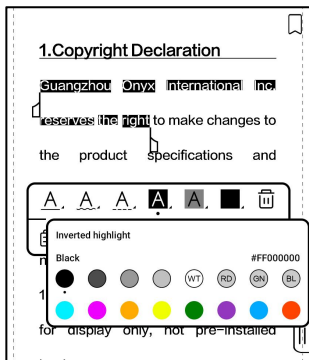 1.Copyright Declaration
Guangzhou Onyx International Inc.
reserves the right to make changes to
the product specifications and
A A A A A
Inverted highlight
Black #FF000000
WT RD GN BL
1
for display only, not pre-installed